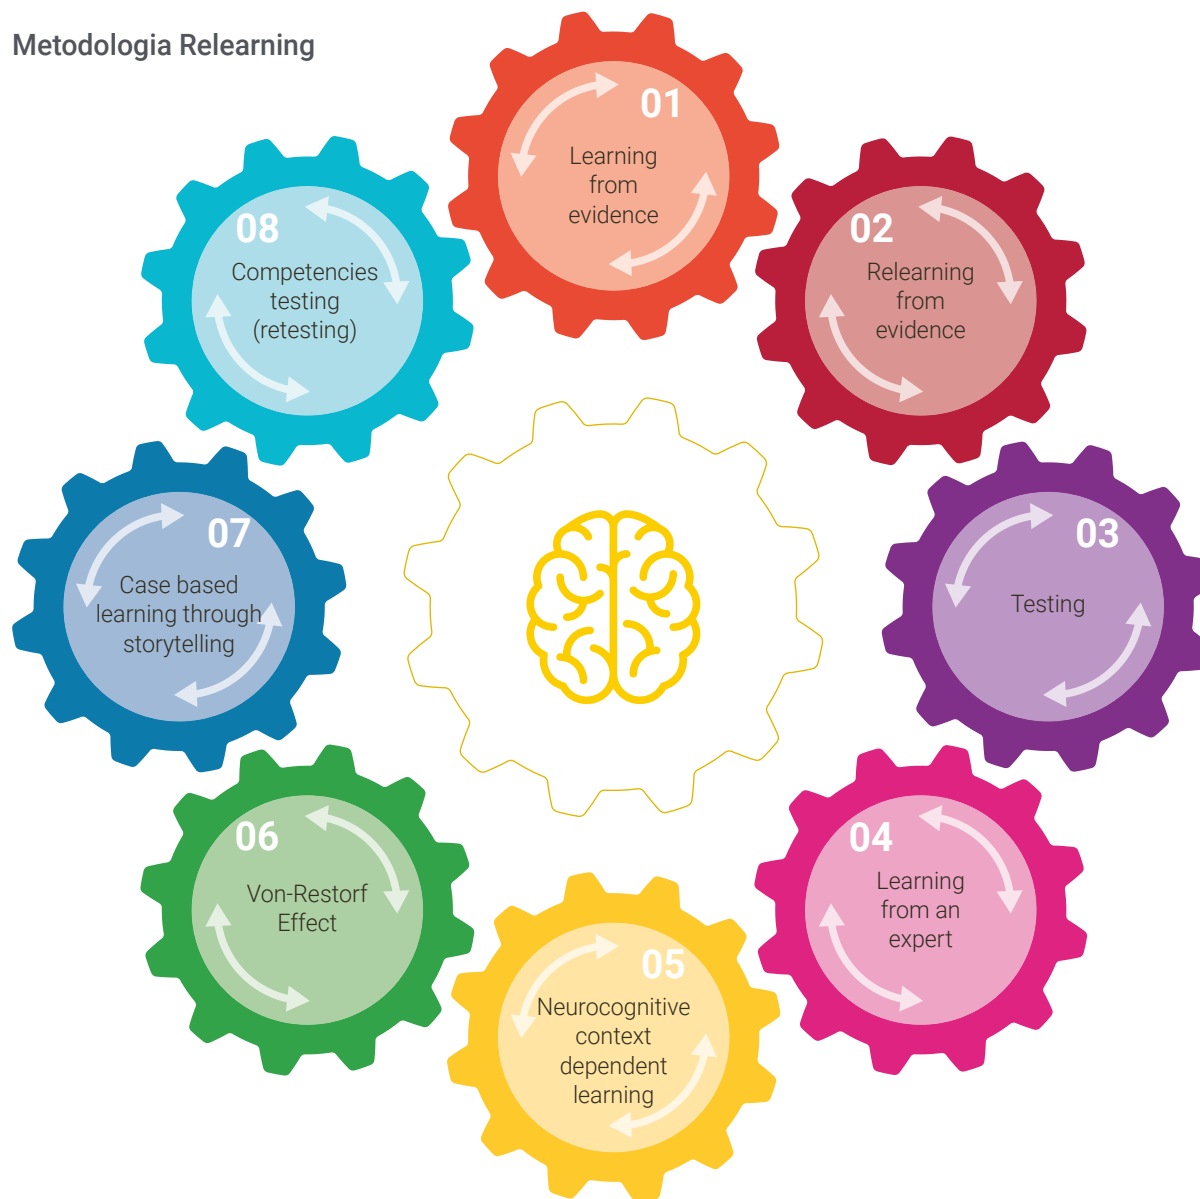 Metodologia Relearning
01
Learning
from
evidence
02
Relearning
from
evidence
03
Testing
04
Learning
from an
expert
05
Neurocognitive
context
dependent
learning
06
Von-Restorf
Effect
07
Case based
learning through
storytelling
08
Competencies
testing
(retesting)